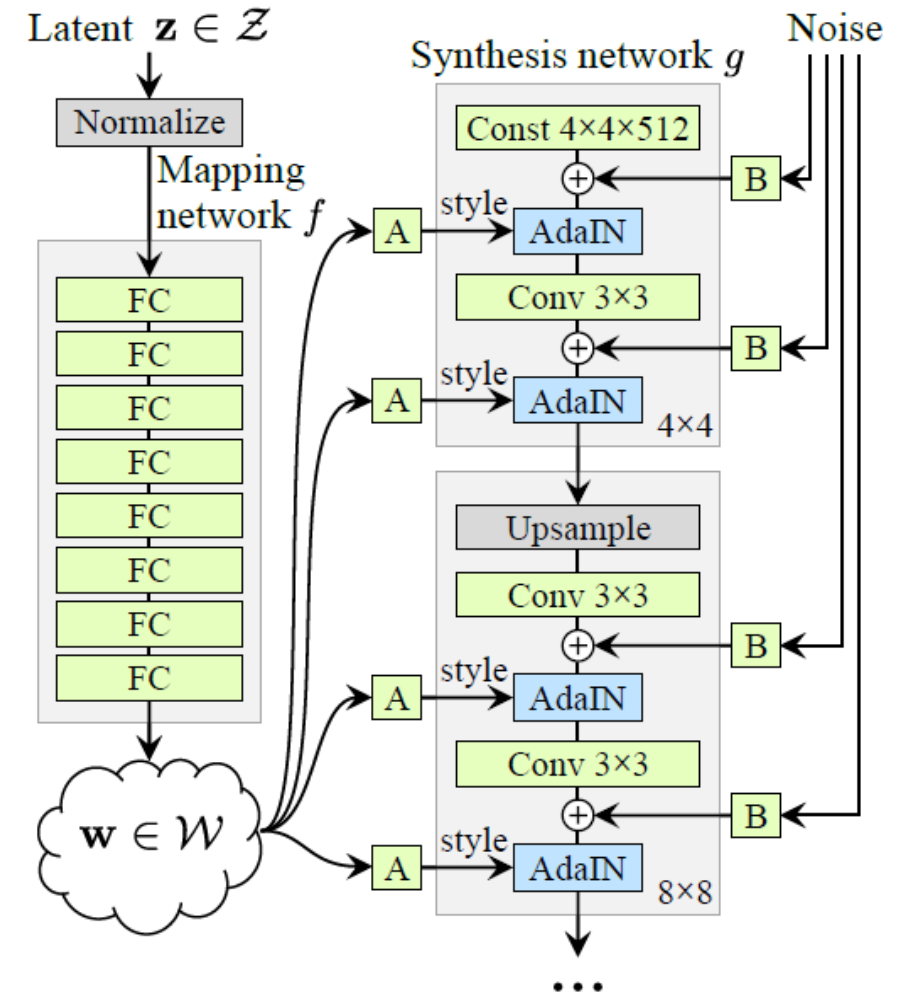 Latent z ∈ 𝒵
Normalize
Mapping
network f
FC
FC
FC
FC
FC
FC
FC
FC
w ∈ 𝒲
Synthesis network g
Noise
Const 4×4×512
B
A
style
AdaIN
Conv 3×3
B
A
style
AdaIN
4×4
Upsample
Conv 3×3
B
A
style
AdaIN
Conv 3×3
B
A
style
AdaIN
8×8
...